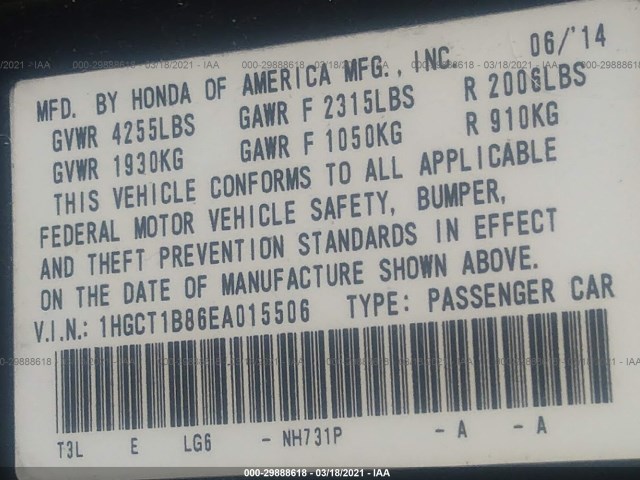 MFD. BY HONDA OF AMERICA MFG., INC. 06/'14
GVWR 4255LBS GAWR F 2315LBS R 2006LBS
GVWR 1930KG GAWR F 1050KG R 910KG
THIS VEHICLE CONFORMS TO ALL APPLICABLE
FEDERAL MOTOR VEHICLE SAFETY, BUMPER,
AND THEFT PREVENTION STANDARDS IN EFFECT
ON THE DATE OF MANUFACTURE SHOWN ABOVE.
V.I.N.: 1HGCT1B86EA015506 TYPE: PASSENGER CAR
T3L E LG6 - NH731P - A - A
000-29888618 - 03/18/2021 - IAA